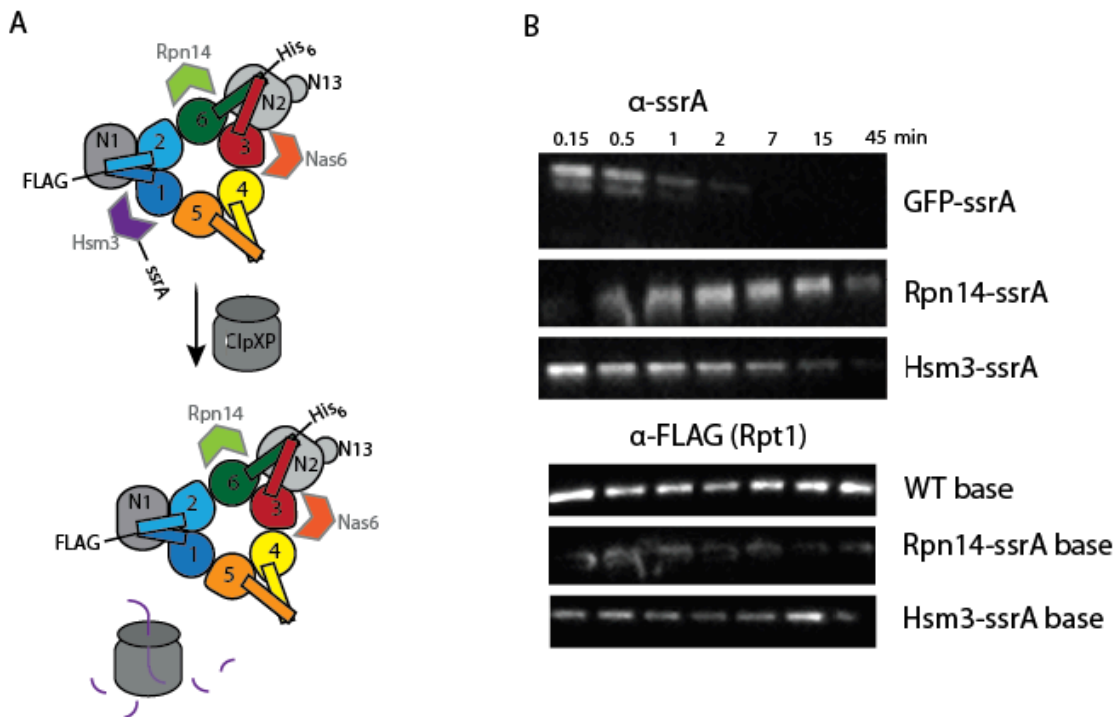 A
Rpn14
His6
N13
N2
6
N1
2
3
Nas6
FLAG
1
4
5
Hsm3
ssrA
ClpXP
Rpn14
His6
N13
N2
6
N1
2
3
Nas6
FLAG
1
4
5
B
α-ssrA
0.15 0.5 1 2 7 15 45 min
GFP-ssrA
Rpn14-ssrA
Hsm3-ssrA
α-FLAG (Rpt1)
WT base
Rpn14-ssrA base
Hsm3-ssrA base